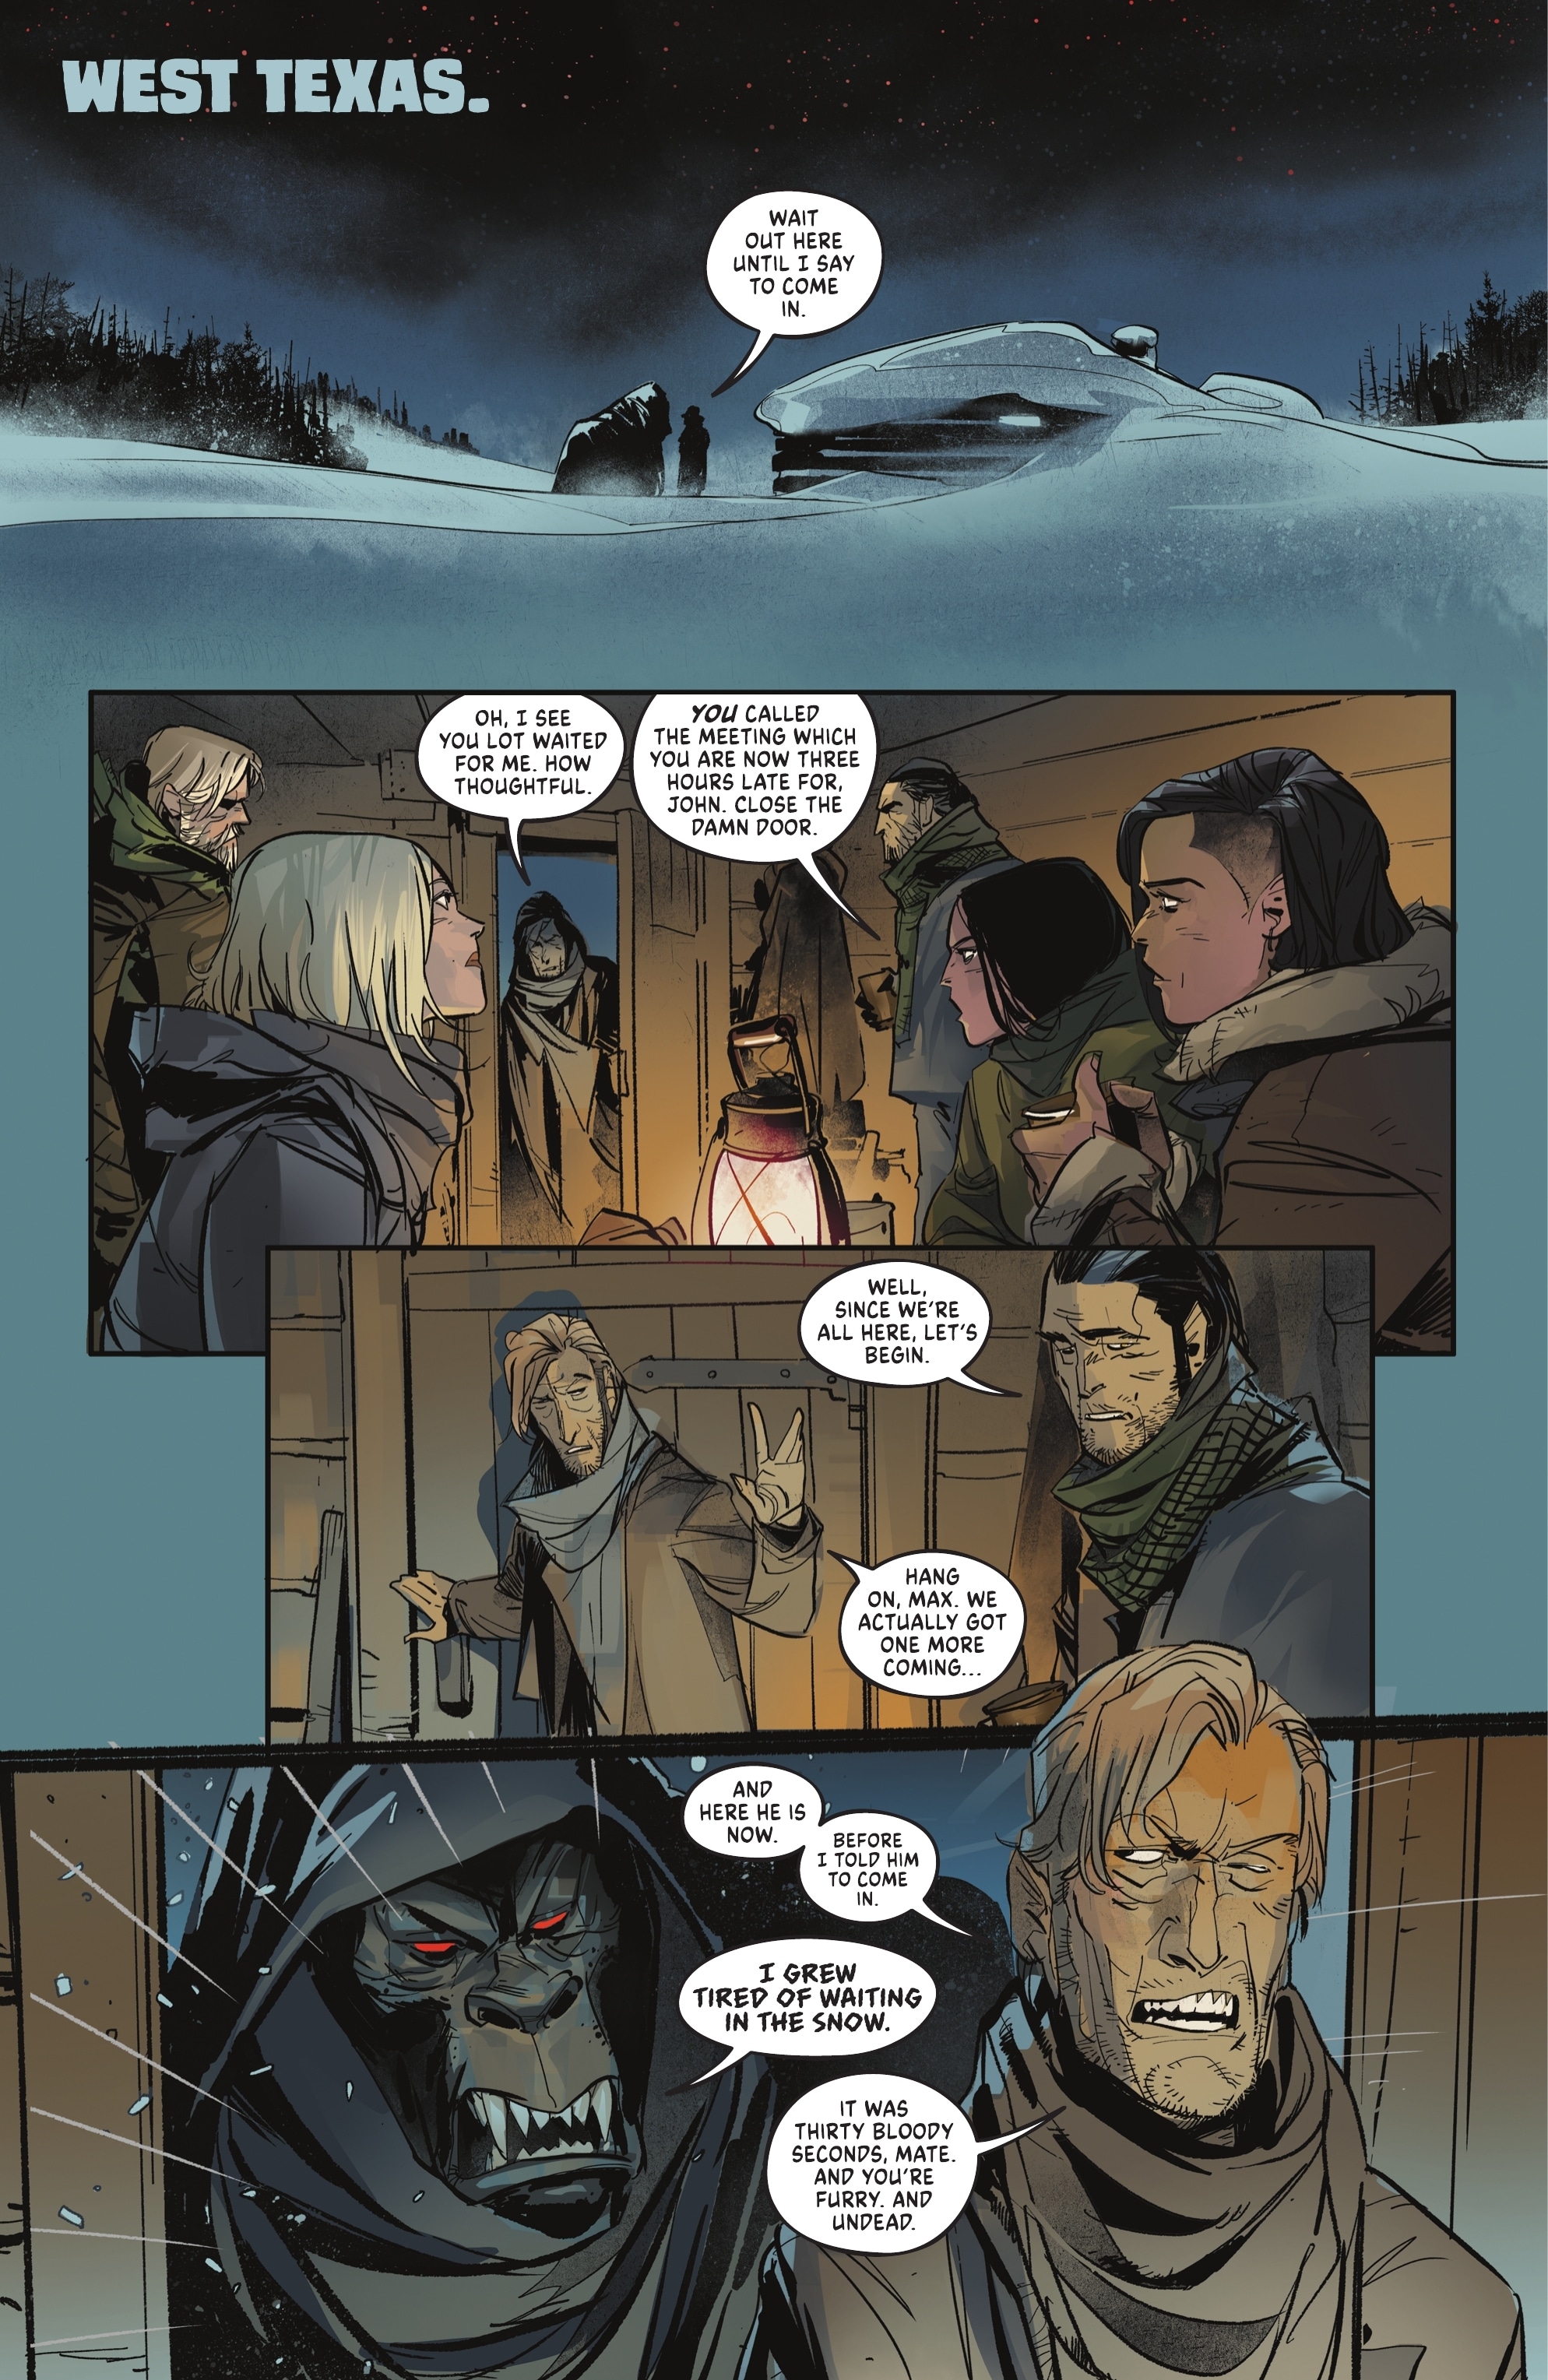 WEST TEXAS.
WAIT
OUT HERE
UNTIL I SAY
TO COME
IN.
OH, I SEE
YOU LOT WAITED
FOR ME. HOW
THOUGHTFUL.
YOU CALLED
THE MEETING WHICH
YOU ARE NOW THREE
HOURS LATE FOR,
JOHN. CLOSE THE
DAMN DOOR.
WELL,
SINCE WE'RE
ALL HERE, LET'S
BEGIN.
HANG
ON, MAX. WE
ACTUALLY GOT
ONE MORE
COMING...
AND
HERE HE IS
NOW.
BEFORE
I TOLD HIM
TO COME
IN.
I GREW
TIRED OF WAITING
IN THE SNOW.
IT WAS
THIRTY BLOODY
SECONDS, MATE.
AND YOU'RE
FURRY. AND
UNDEAD.